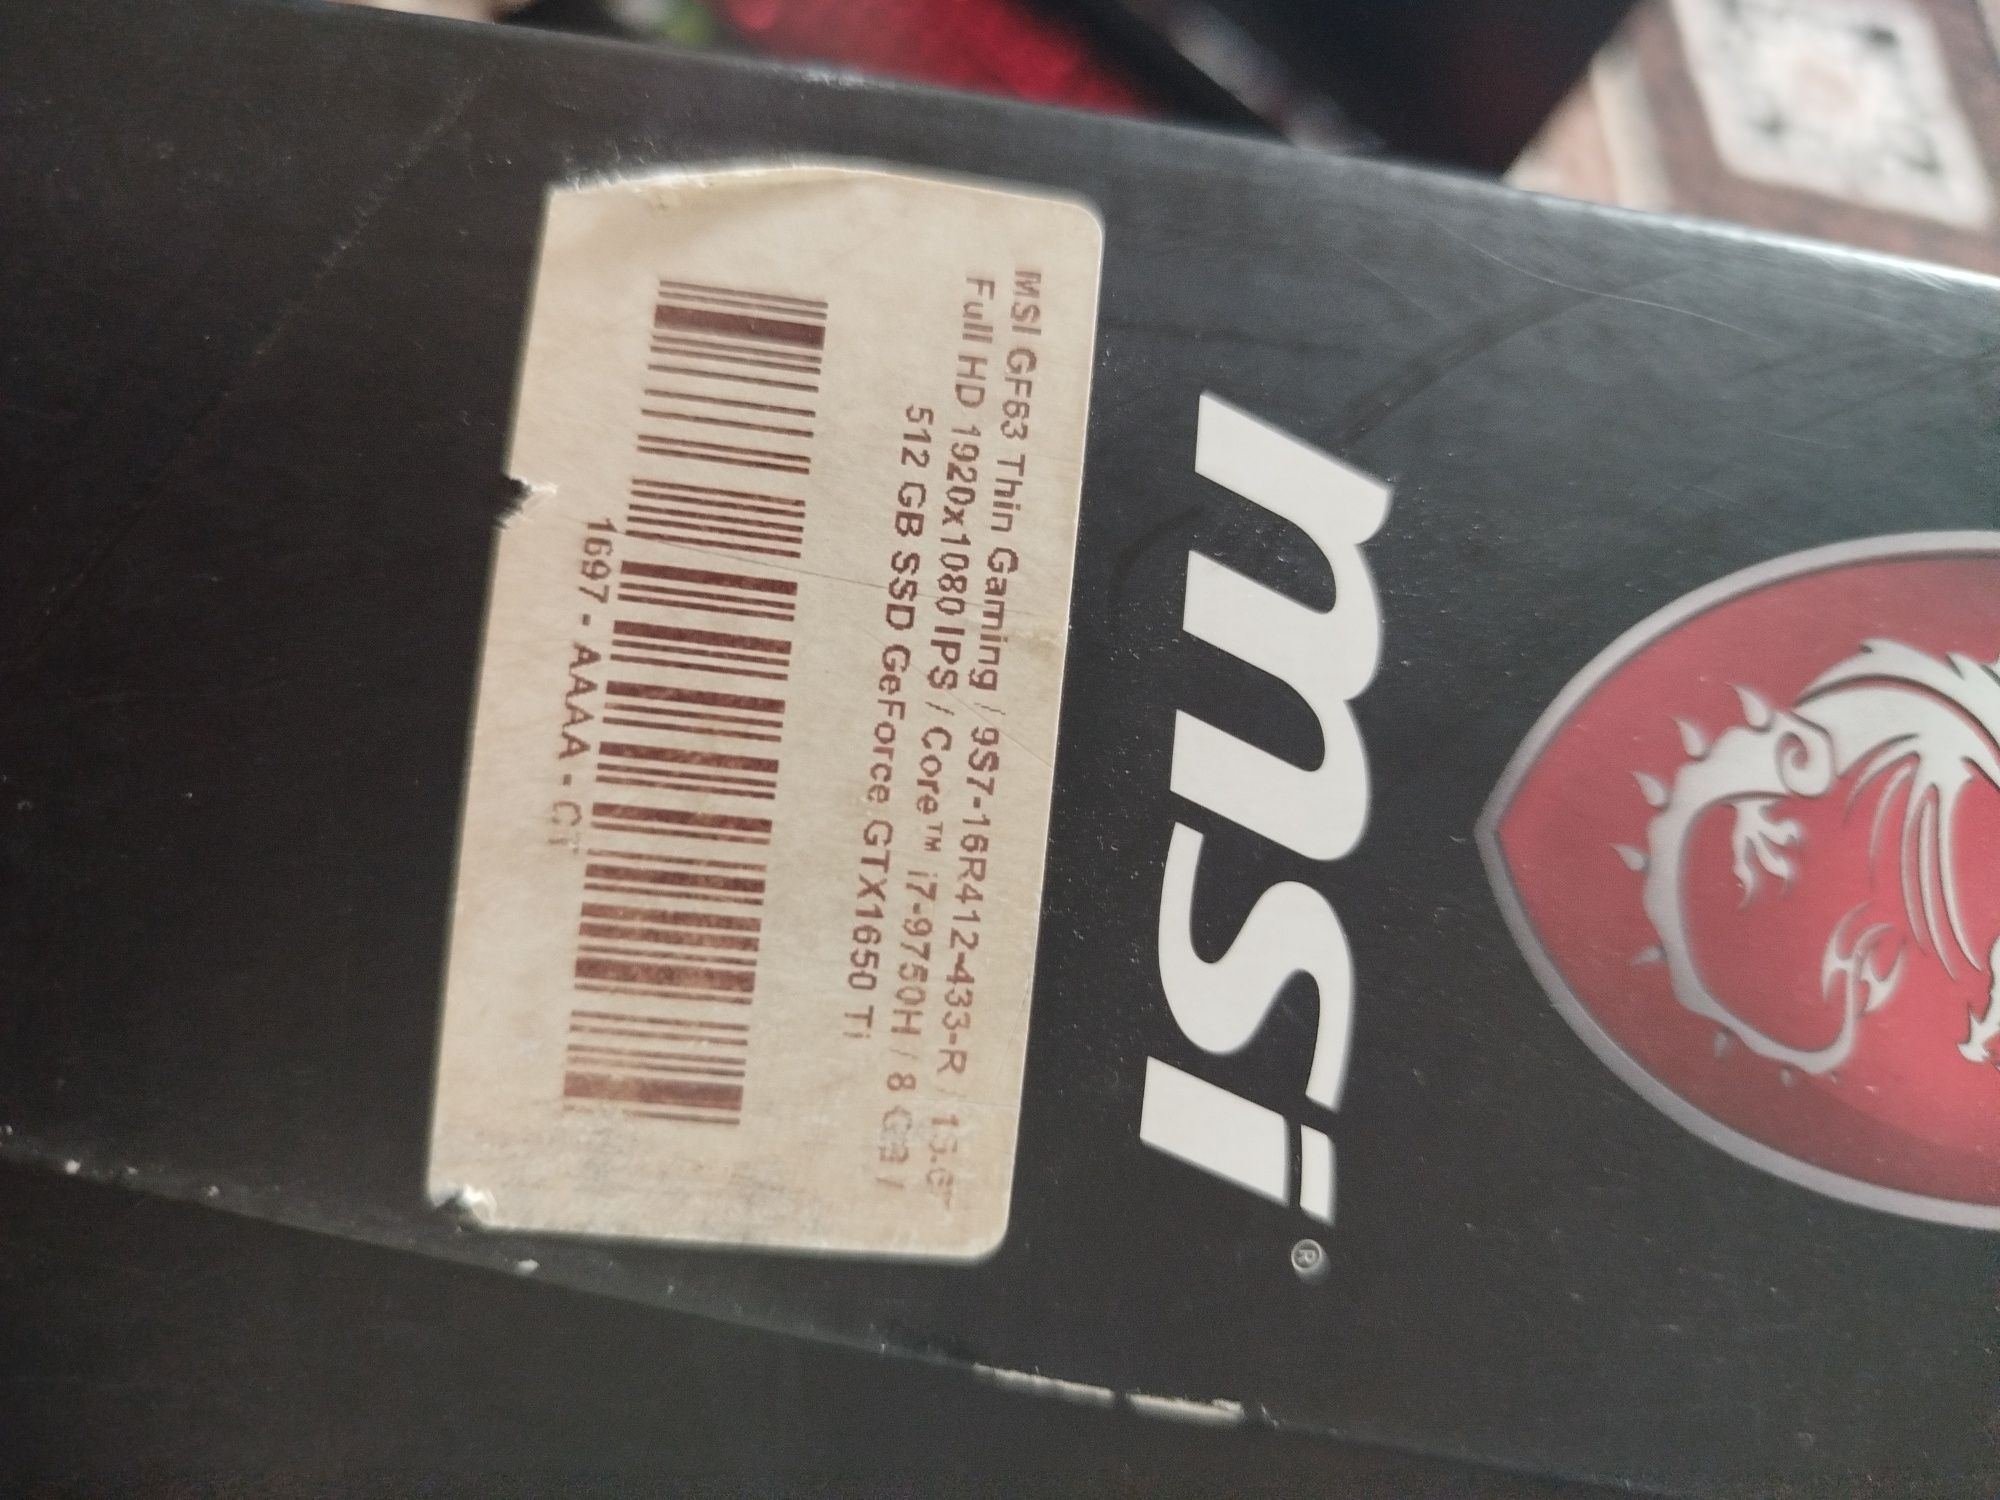 MSI GF63 Thin Gaming / 9S7-16R412-433-R / 15.6"
Full HD 1920x1080 IPS / Core™ i7-9750H / 8 GB /
512 GB SSD GeForce GTX1650 Ti
1697 - AAAA - CT
msi®